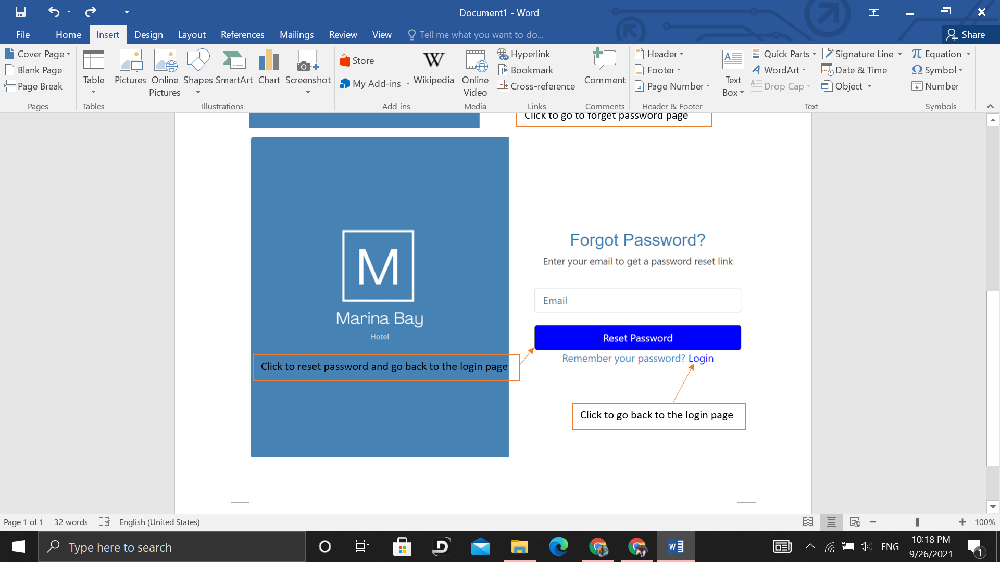 Document1 - Word
File Home Insert Design Layout References Mailings Review View Tell me what you want to do... Share
Cover Page
Blank Page
Page Break
Pages
Table
Tables
Pictures
Online Pictures
Shapes
SmartArt
Chart
Screenshot
Illustrations
Store
My Add-ins
Wikipedia
Add-ins
Online Video
Media
Hyperlink
Bookmark
Cross-reference
Links
Comment
Comments
Header
Footer
Page Number
Header & Footer
Text Box
Quick Parts
WordArt
Drop Cap
Signature Line
Date & Time
Object
Text
Equation
Symbol
Number
Symbols
Click to go to forget password page
M
Marina Bay
Hotel
Forgot Password?
Enter your email to get a password reset link
Email
Reset Password
Remember your password? Login
Click to reset password and go back to the login page
Click to go back to the login page
Page 1 of 1 32 words English (United States) 100%
Type here to search
ENG
10:18 PM
9/26/2021
1